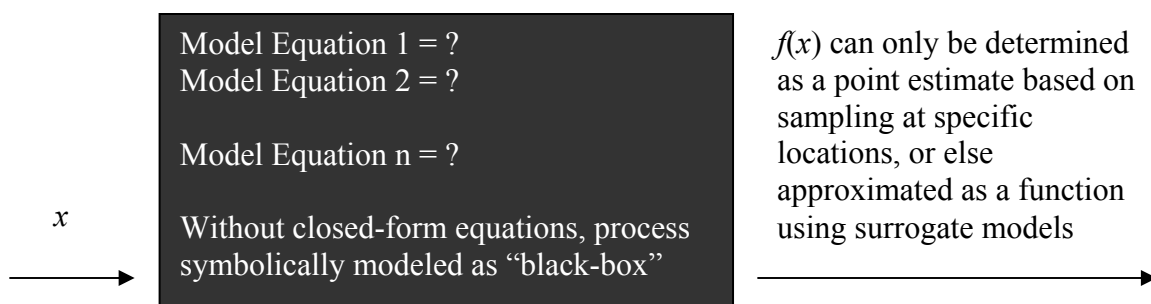 x
Model Equation 1 = ?
Model Equation 2 = ?
Model Equation n = ?
Without closed-form equations, process
symbolically modeled as “black-box”
f(x) can only be determined
as a point estimate based on
sampling at specific
locations, or else
approximated as a function
using surrogate models